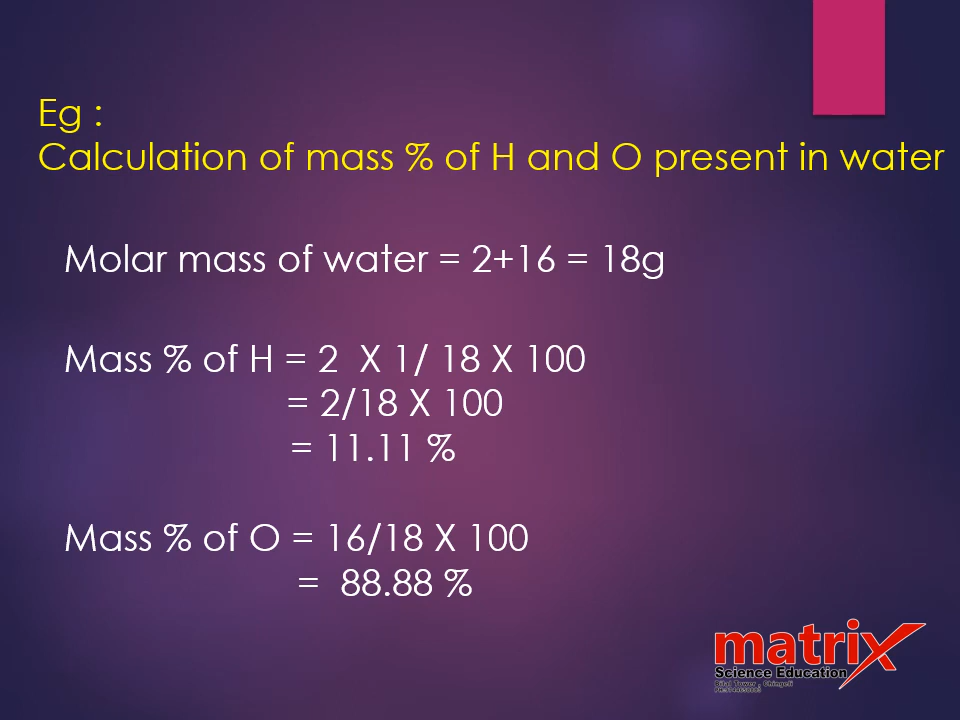 Eg :
Calculation of mass % of H and O present in water
Molar mass of water = 2+16 = 18g
Mass % of H = 2 X 1/ 18 X 100
= 2/18 X 100
= 11.11 %
Mass % of O = 16/18 X 100
= 88.88 %
matrix
Science Education